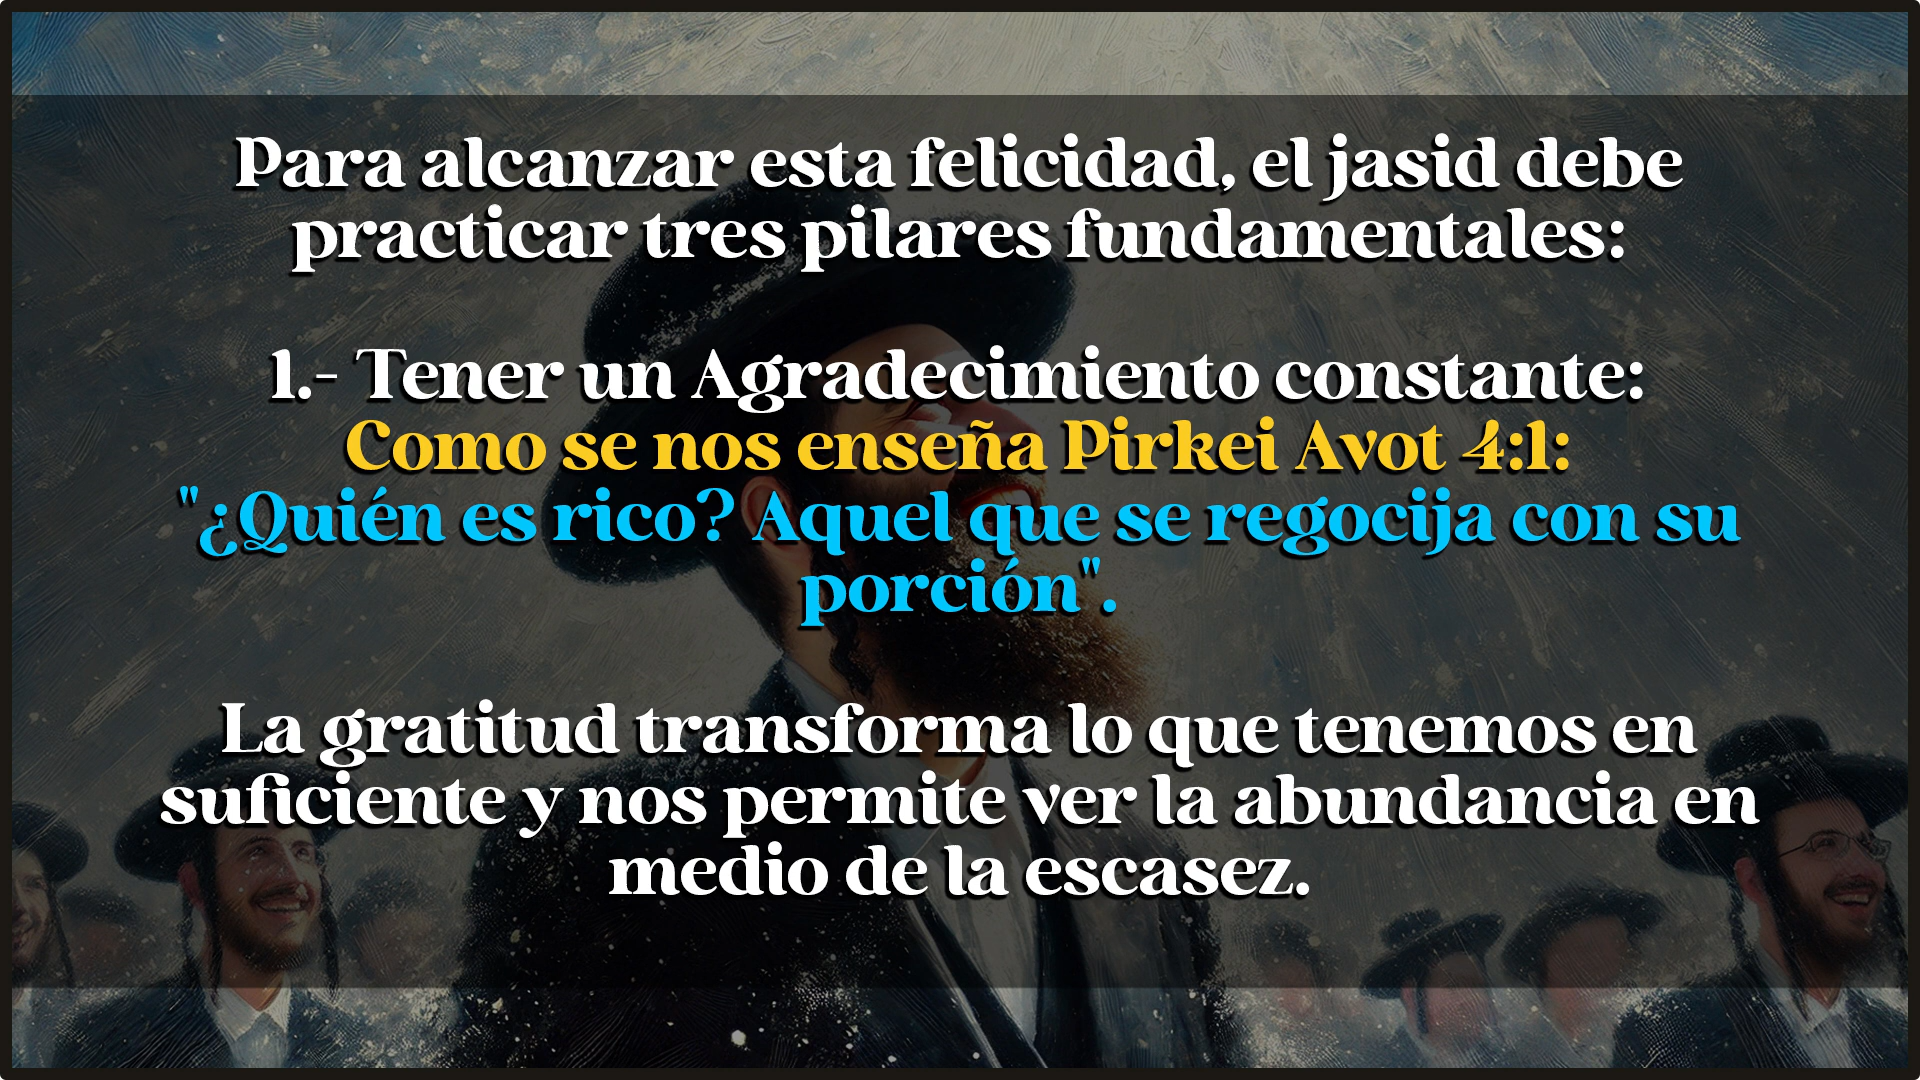 Para alcanzar esta felicidad, el jasid debe
practicar tres pilares fundamentales:
1.- Tener un Agradecimiento constante:
Como se nos enseña Pirkei Avot 4:1:
"¿Quién es rico? Aquel que se regocija con su
porción".
La gratitud transforma lo que tenemos en
suficiente y nos permite ver la abundancia en
medio de la escasez.